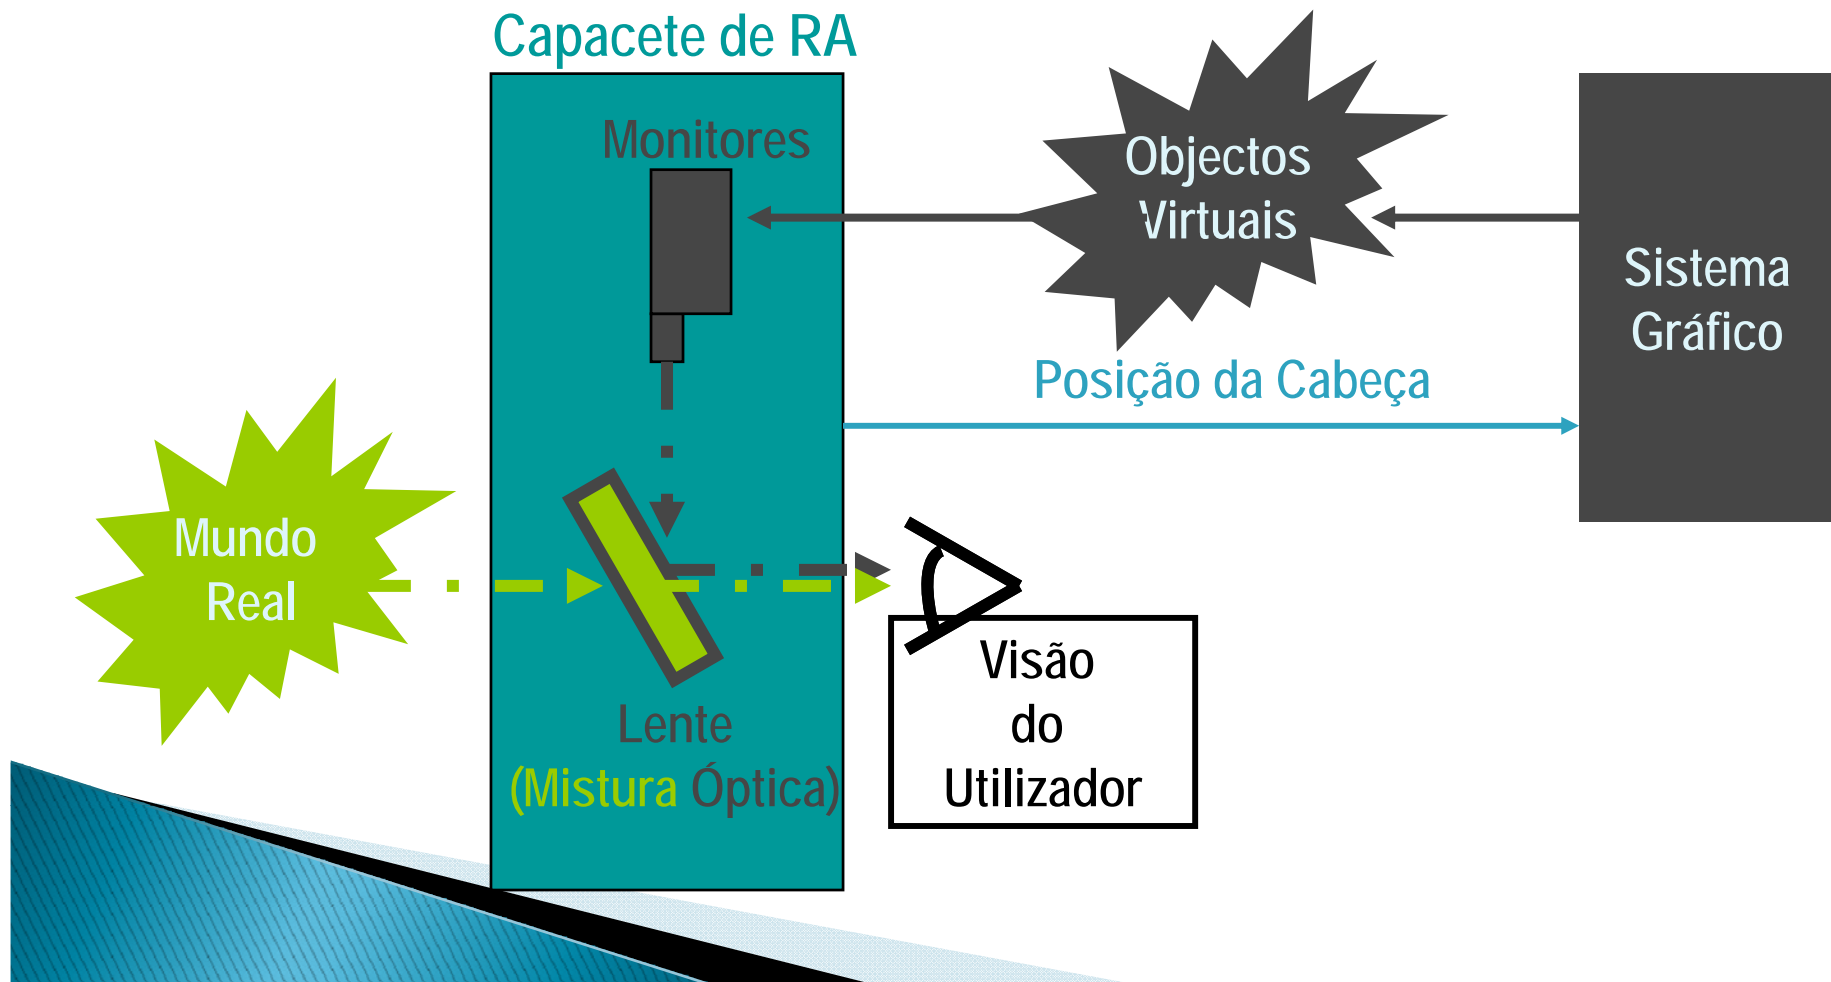 Capacete de RA
Monitores
Objectos
Virtuais
Sistema
Gráfico
Posição da Cabeça
Mundo
Real
Lente
(Mistura Óptica)
Visão
do
Utilizador